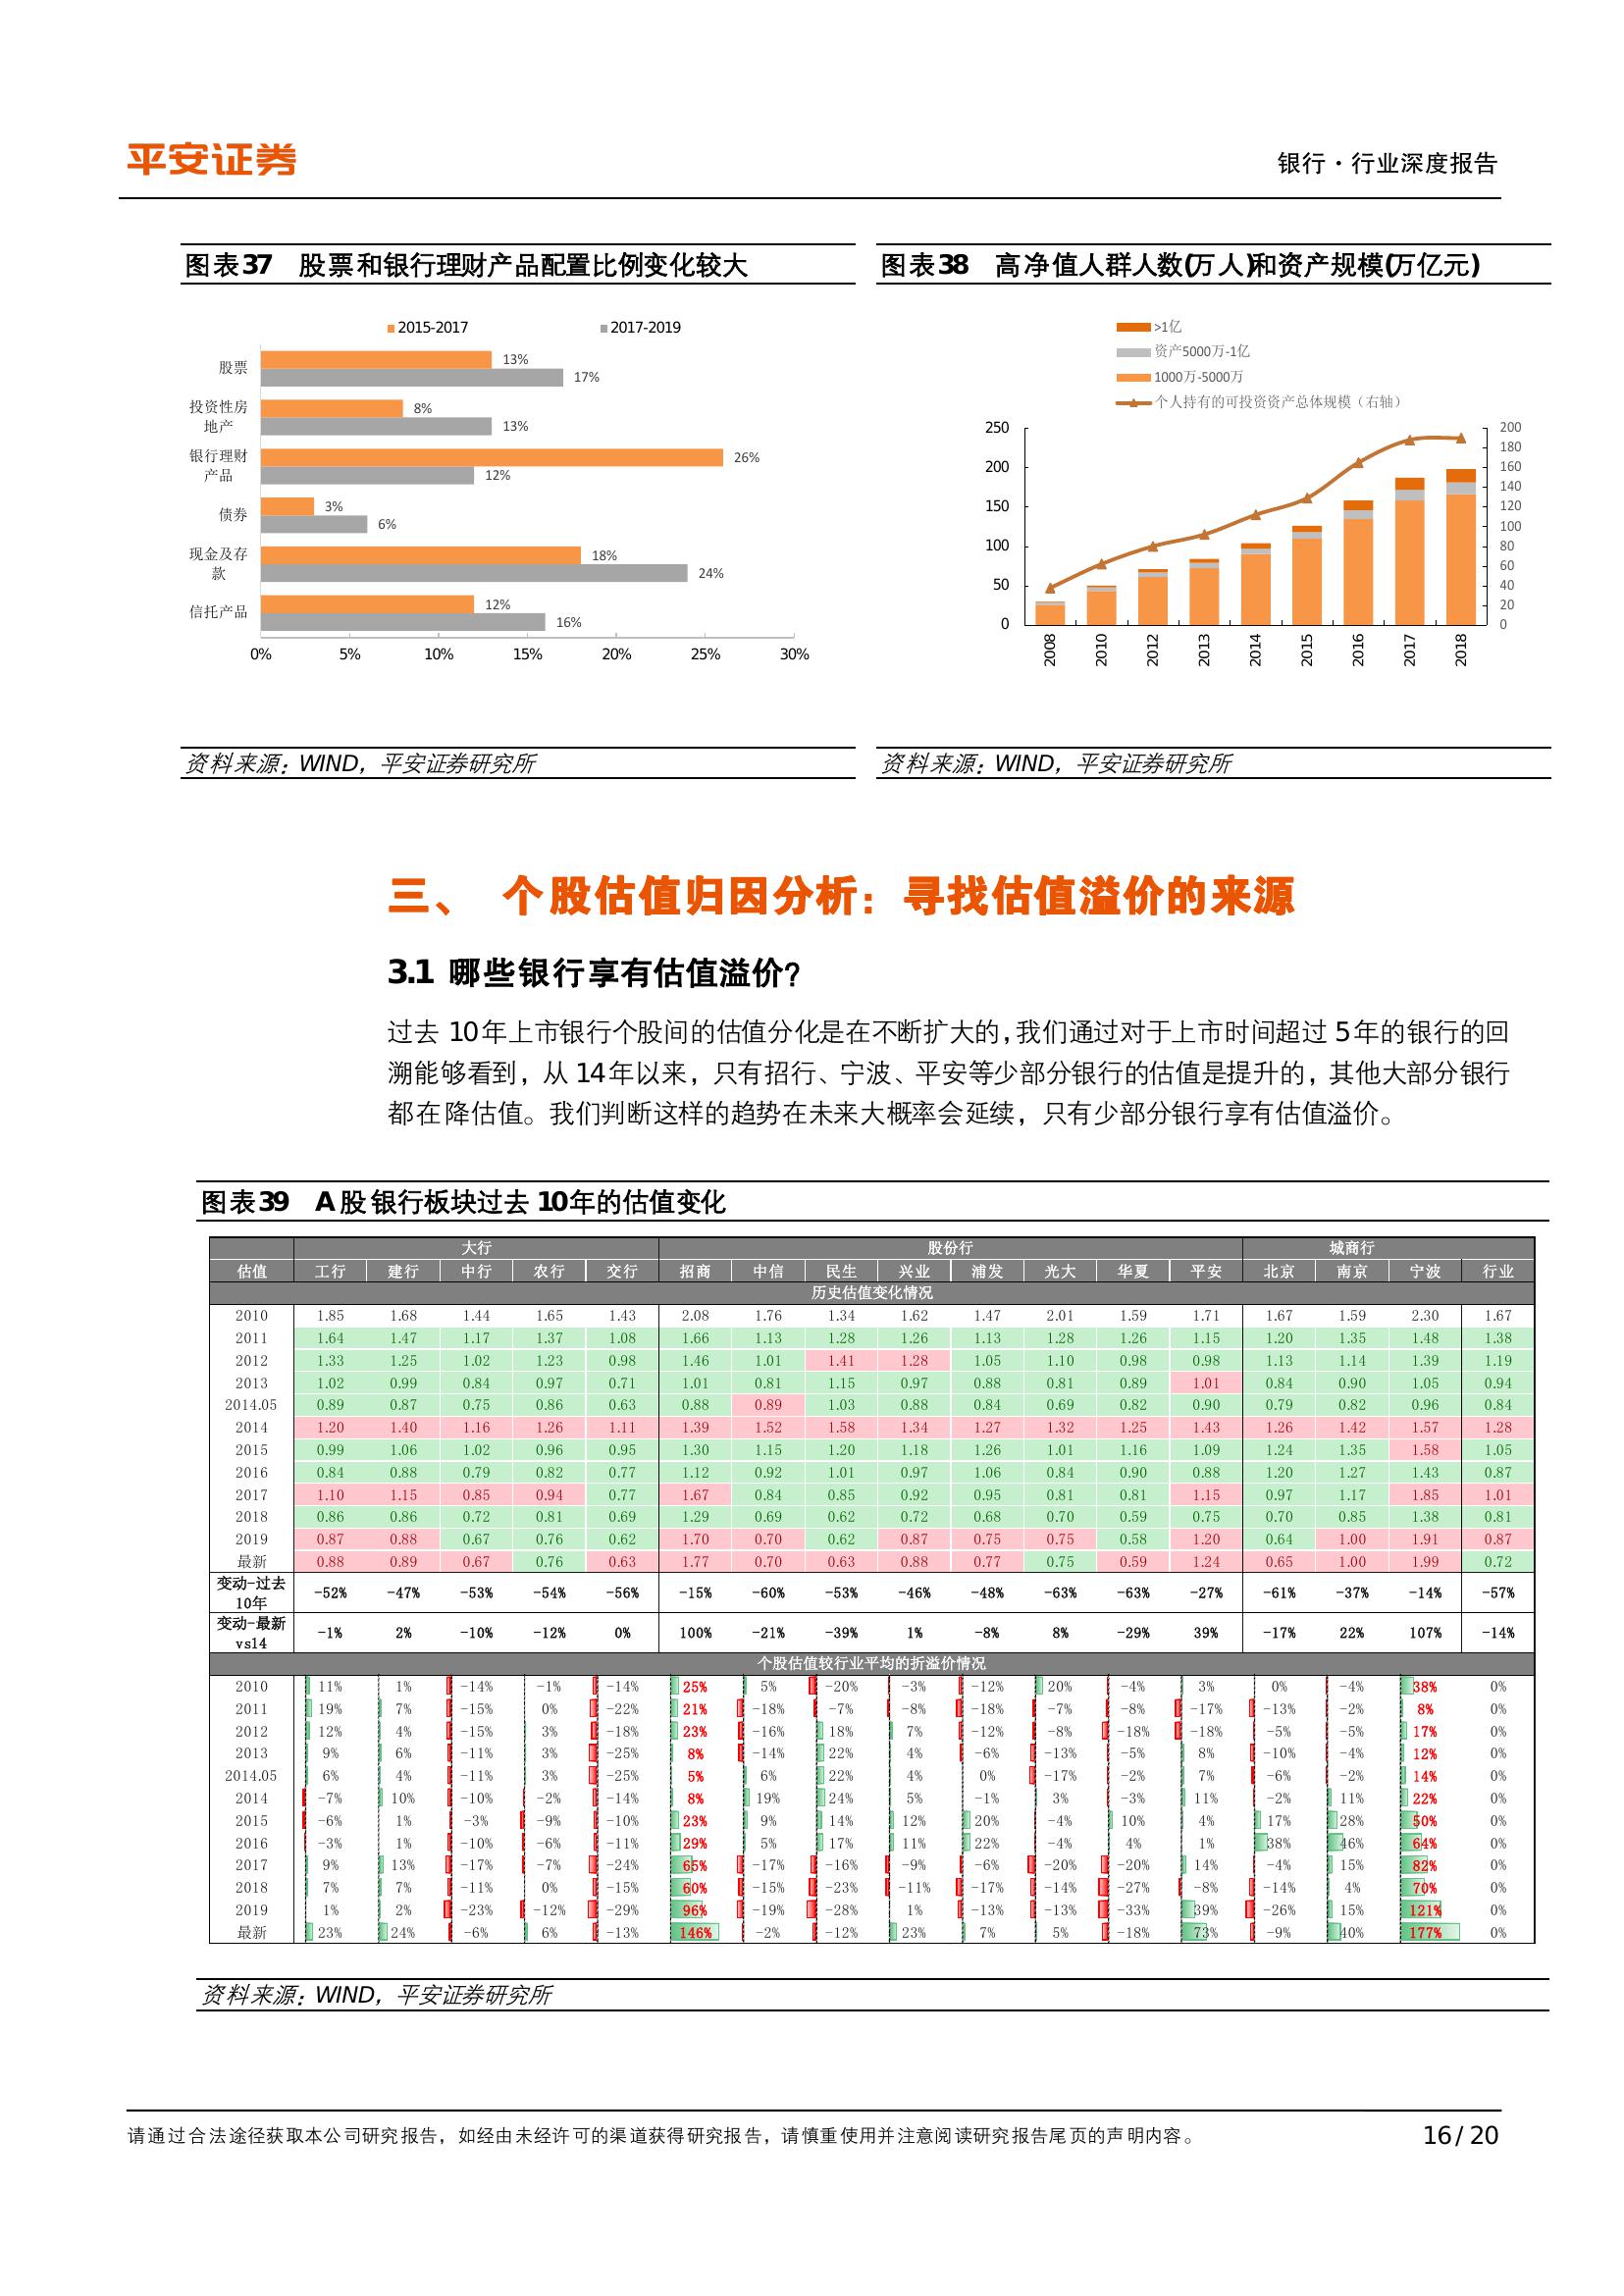 平安证券
银行·行业深度报告
图表37 股票和银行理财产品配置比例变化较大
2015-2017 2017-2019
股票 13% 17%
投资性房地产 8% 13%
银行理财产品 26% 12%
债券 3% 6%
现金及存款 18% 24%
信托产品 12% 16%
0% 5% 10% 15% 20% 25% 30%
资料来源：WIND，平安证券研究所
图表38 高净值人群人数(万人)和资产规模(万亿元)
>1亿
资产5000万-1亿
1000万-5000万
个人持有的可投资资产总体规模（右轴）
250 200 150 100 50 0
200 180 160 140 120 100 80 60 40 20 0
2008 2010 2012 2013 2014 2015 2016 2017 2018
资料来源：WIND，平安证券研究所
三、 个股估值归因分析：寻找估值溢价的来源
3.1 哪些银行享有估值溢价?
过去 10年上市银行个股间的估值分化是在不断扩大的，我们通过对于上市时间超过 5年的银行的回
溯能够看到，从 14年以来，只有招行、宁波、平安等少部分银行的估值是提升的，其他大部分银行
都在降估值。我们判断这样的趋势在未来大概率会延续，只有少部分银行享有估值溢价。
图表39 A股银行板块过去 10年的估值变化
大行 股份行 城商行
估值 工行 建行 中行 农行 交行 招商 中信 民生 兴业 浦发 光大 华夏 平安 北京 南京 宁波 行业
历史估值变化情况
2010 1.85 1.68 1.44 1.65 1.43 2.08 1.76 1.34 1.62 1.47 2.01 1.59 1.71 1.67 1.59 2.30 1.67
2011 1.64 1.47 1.17 1.37 1.08 1.66 1.13 1.28 1.26 1.13 1.28 1.26 1.15 1.20 1.35 1.48 1.38
2012 1.33 1.25 1.02 1.23 0.98 1.46 1.01 1.41 1.28 1.05 1.10 0.98 0.98 1.13 1.14 1.39 1.19
2013 1.02 0.99 0.84 0.97 0.71 1.01 0.81 1.15 0.97 0.88 0.81 0.89 1.01 0.84 0.90 1.05 0.94
2014.05 0.89 0.87 0.75 0.86 0.63 0.88 0.89 1.03 0.88 0.84 0.69 0.82 0.90 0.79 0.82 0.96 0.84
2014 1.20 1.40 1.16 1.26 1.11 1.39 1.52 1.58 1.34 1.27 1.32 1.25 1.43 1.26 1.42 1.57 1.28
2015 0.99 1.06 1.02 0.96 0.95 1.30 1.15 1.20 1.18 1.26 1.01 1.16 1.09 1.24 1.35 1.58 1.05
2016 0.84 0.88 0.79 0.82 0.77 1.12 0.92 1.01 0.97 1.06 0.84 0.90 0.88 1.20 1.27 1.43 0.87
2017 1.10 1.15 0.85 0.94 0.77 1.67 0.84 0.85 0.92 0.95 0.81 0.81 1.15 0.97 1.17 1.85 1.01
2018 0.86 0.86 0.72 0.81 0.69 1.29 0.69 0.62 0.72 0.68 0.70 0.59 0.75 0.70 0.85 1.38 0.81
2019 0.87 0.88 0.67 0.76 0.62 1.70 0.70 0.62 0.87 0.75 0.75 0.58 1.20 0.64 1.00 1.91 0.87
最新 0.88 0.89 0.67 0.76 0.63 1.77 0.70 0.63 0.88 0.77 0.75 0.59 1.24 0.65 1.00 1.99 0.72
变动-过去10年 -52% -47% -53% -54% -56% -15% -60% -53% -46% -48% -63% -63% -27% -61% -37% -14% -57%
变动-最新vs14 -1% 2% -10% -12% 0% 100% -21% -39% 1% -8% 8% -29% 39% -17% 22% 107% -14%
个股估值较行业平均的折溢价情况
2010 11% 1% -14% -1% -14% 25% 5% -20% -3% -12% 20% -4% 3% 0% -4% 38% 0%
2011 19% 7% -15% 0% -22% 21% -18% -7% -8% -18% -7% -8% -17% -13% -2% 8% 0%
2012 12% 4% -15% 3% -18% 23% -16% 18% 7% -12% -8% -18% -18% -5% -5% 17% 0%
2013 9% 6% -11% 3% -25% 8% -14% 22% 4% -6% -13% -5% 8% -10% -4% 12% 0%
2014.05 6% 4% -11% 3% -25% 5% 6% 22% 4% 0% -17% -2% 7% -6% -2% 14% 0%
2014 -7% 10% -10% -2% -14% 8% 19% 24% 5% -1% 3% -3% 11% -2% 11% 22% 0%
2015 -6% 1% -3% -9% -10% 23% 9% 14% 12% 20% -4% 10% 4% 17% 28% 50% 0%
2016 -3% 1% -10% -6% -11% 29% 5% 17% 11% 22% -4% 4% 1% 38% 46% 64% 0%
2017 9% 13% -17% -7% -24% 65% -17% -16% -9% -6% -20% -20% 14% -4% 15% 82% 0%
2018 7% 7% -11% 0% -15% 60% -15% -23% -11% -17% -14% -27% -8% -14% 4% 70% 0%
2019 1% 2% -23% -12% -29% 96% -19% -28% 1% -13% -13% -33% 39% -26% 15% 121% 0%
最新 23% 24% -6% 6% -13% 146% -2% -12% 23% 7% 5% -18% 73% -9% 40% 177% 0%
资料来源：WIND，平安证券研究所
请通过合法途径获取本公司研究报告，如经由未经许可的渠道获得研究报告，请慎重使用并注意阅读研究报告尾页的声明内容。
16 / 20